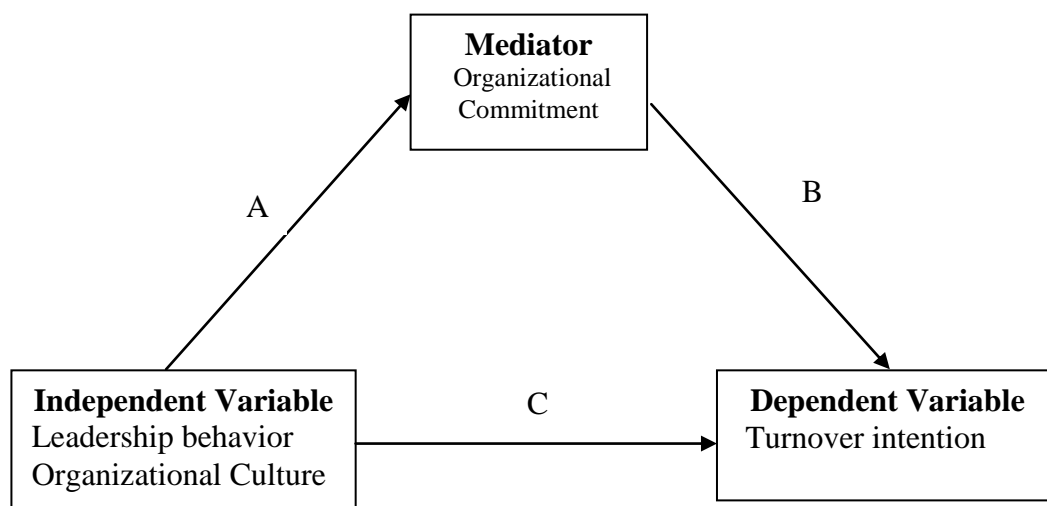 Mediator
Organizational
Commitment
A
B
Independent Variable
Leadership behavior
Organizational Culture
C
Dependent Variable
Turnover intention